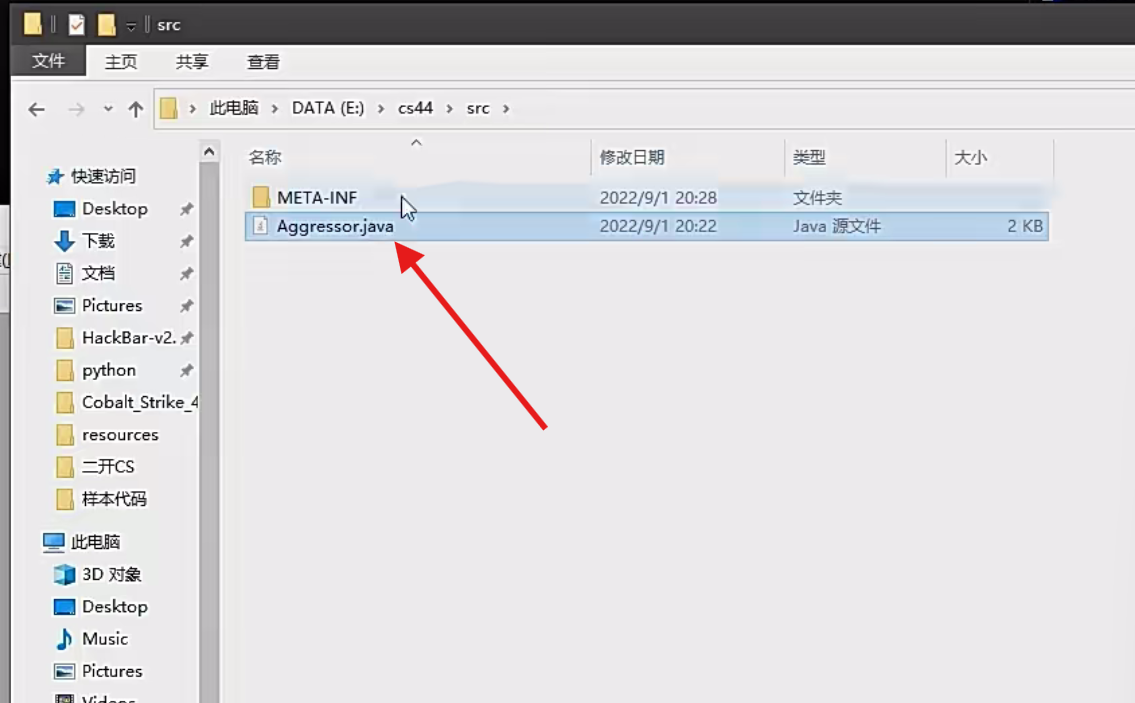 src
文件 主页 共享 查看
此电脑 › DATA (E:) › cs44 › src ›
名称 修改日期 类型 大小
META-INF 2022/9/1 20:28 文件夹
Aggressor.java 2022/9/1 20:22 Java 源文件 2 KB
快速访问
Desktop
下载
文档
Pictures
HackBar-v2.
python
Cobalt_Strike_4
resources
二开CS
样本代码
此电脑
3D 对象
Desktop
Music
Pictures
Videos